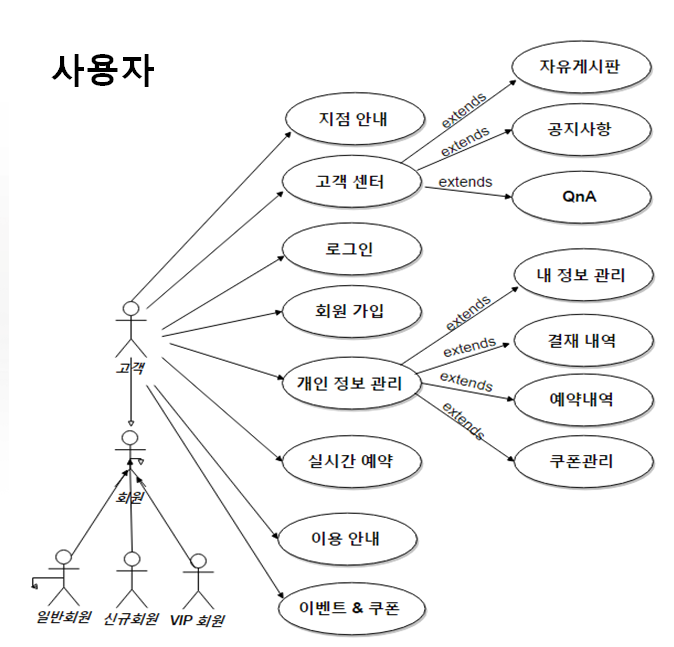 사용자
자유게시판
지점 안내
extends
공지사항
extends
고객 센터
extends
QnA
로그인
내 정보 관리
회원 가입
extends
결재 내역
extends
고객
개인 정보 관리
extends
예약내역
extends
쿠폰관리
실시간 예약
회원
이용 안내
이벤트 & 쿠폰
일반회원
신규회원
VIP 회원